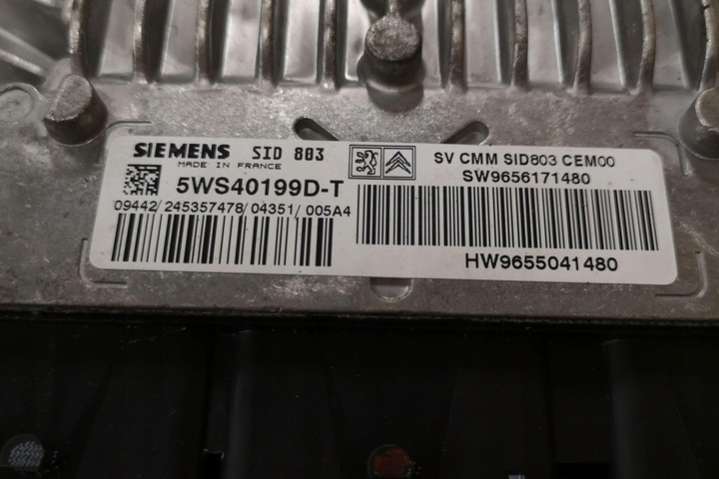 SIEMENS SID 803
MADE IN FRANCE
5WS40199D-T
09442/245357478/04351/005A4
SV CMM SID803 CEM00
SW9656171480
HW9655041480